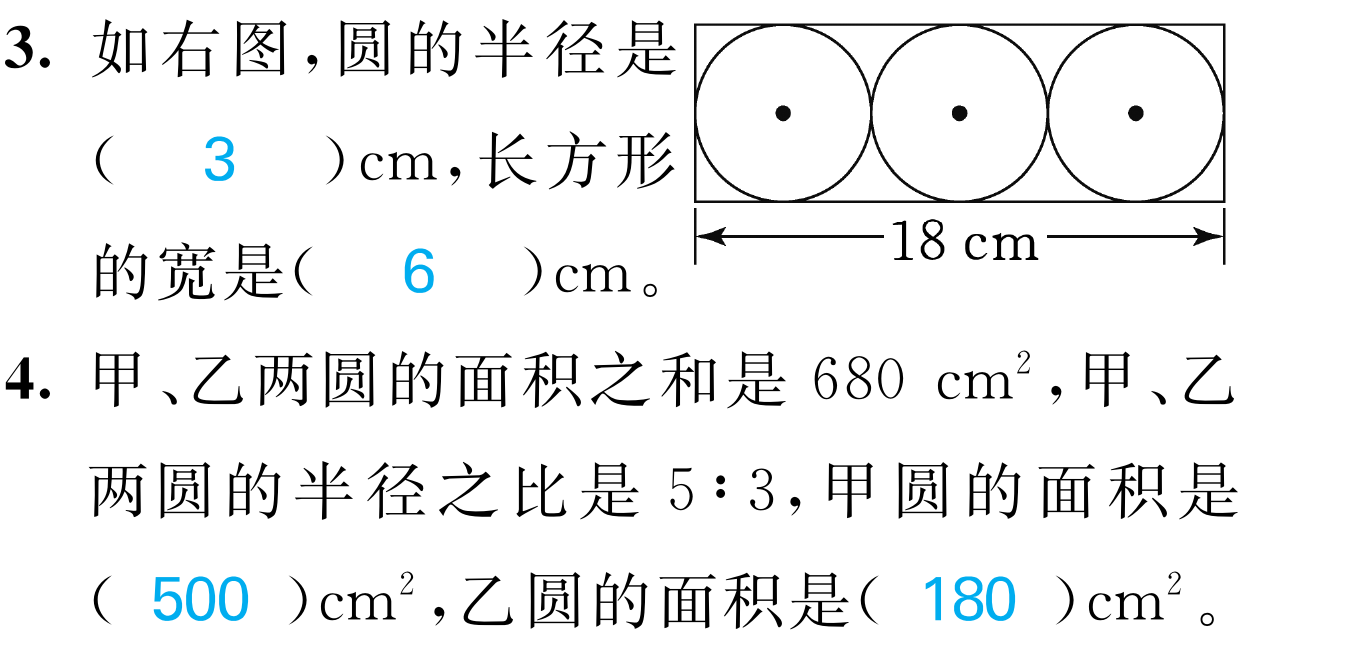 3. 如右图,圆的半径是
( 3 )cm,长方形
的宽是( 6 )cm。
18 cm
4. 甲、乙两圆的面积之和是 680 cm²,甲、乙
两圆的半径之比是 5∶3,甲圆的面积是
( 500 )cm²,乙圆的面积是( 180 )cm²。